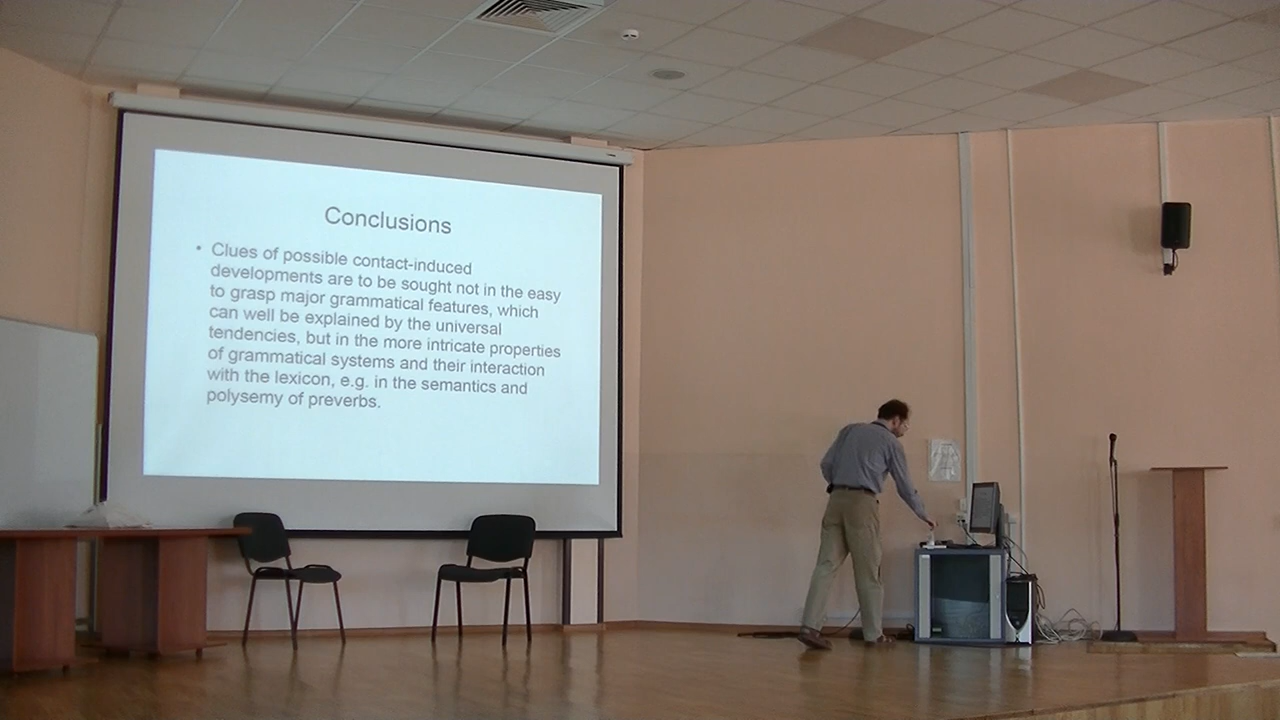 Conclusions
• Clues of possible contact-induced
developments are to be sought not in the easy
to grasp major grammatical features, which
can well be explained by the universal
tendencies, but in the more intricate properties
of grammatical systems and their interaction
with the lexicon, e.g. in the semantics and
polysemy of preverbs.